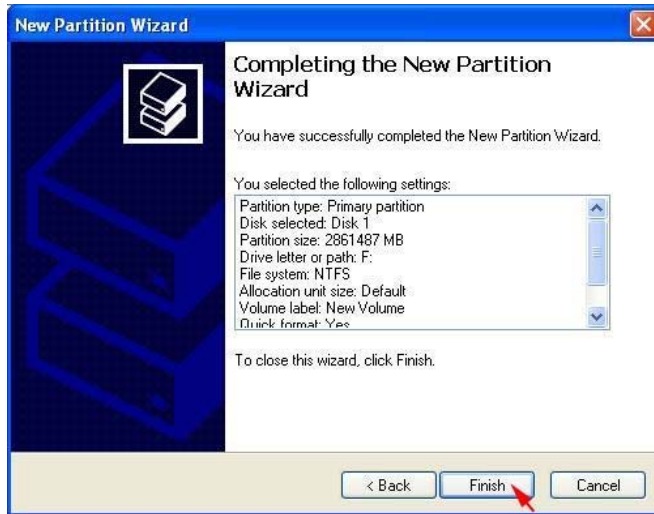 New Partition Wizard
Completing the New Partition
Wizard
You have successfully completed the New Partition Wizard.
You selected the following settings:
Partition type: Primary partition
Disk selected: Disk 1
Partition size: 2861487 MB
Drive letter or path: F:
File system: NTFS
Allocation unit size: Default
Volume label: New Volume
Quick format: Yes
To close this wizard, click Finish.
< Back
Finish
Cancel